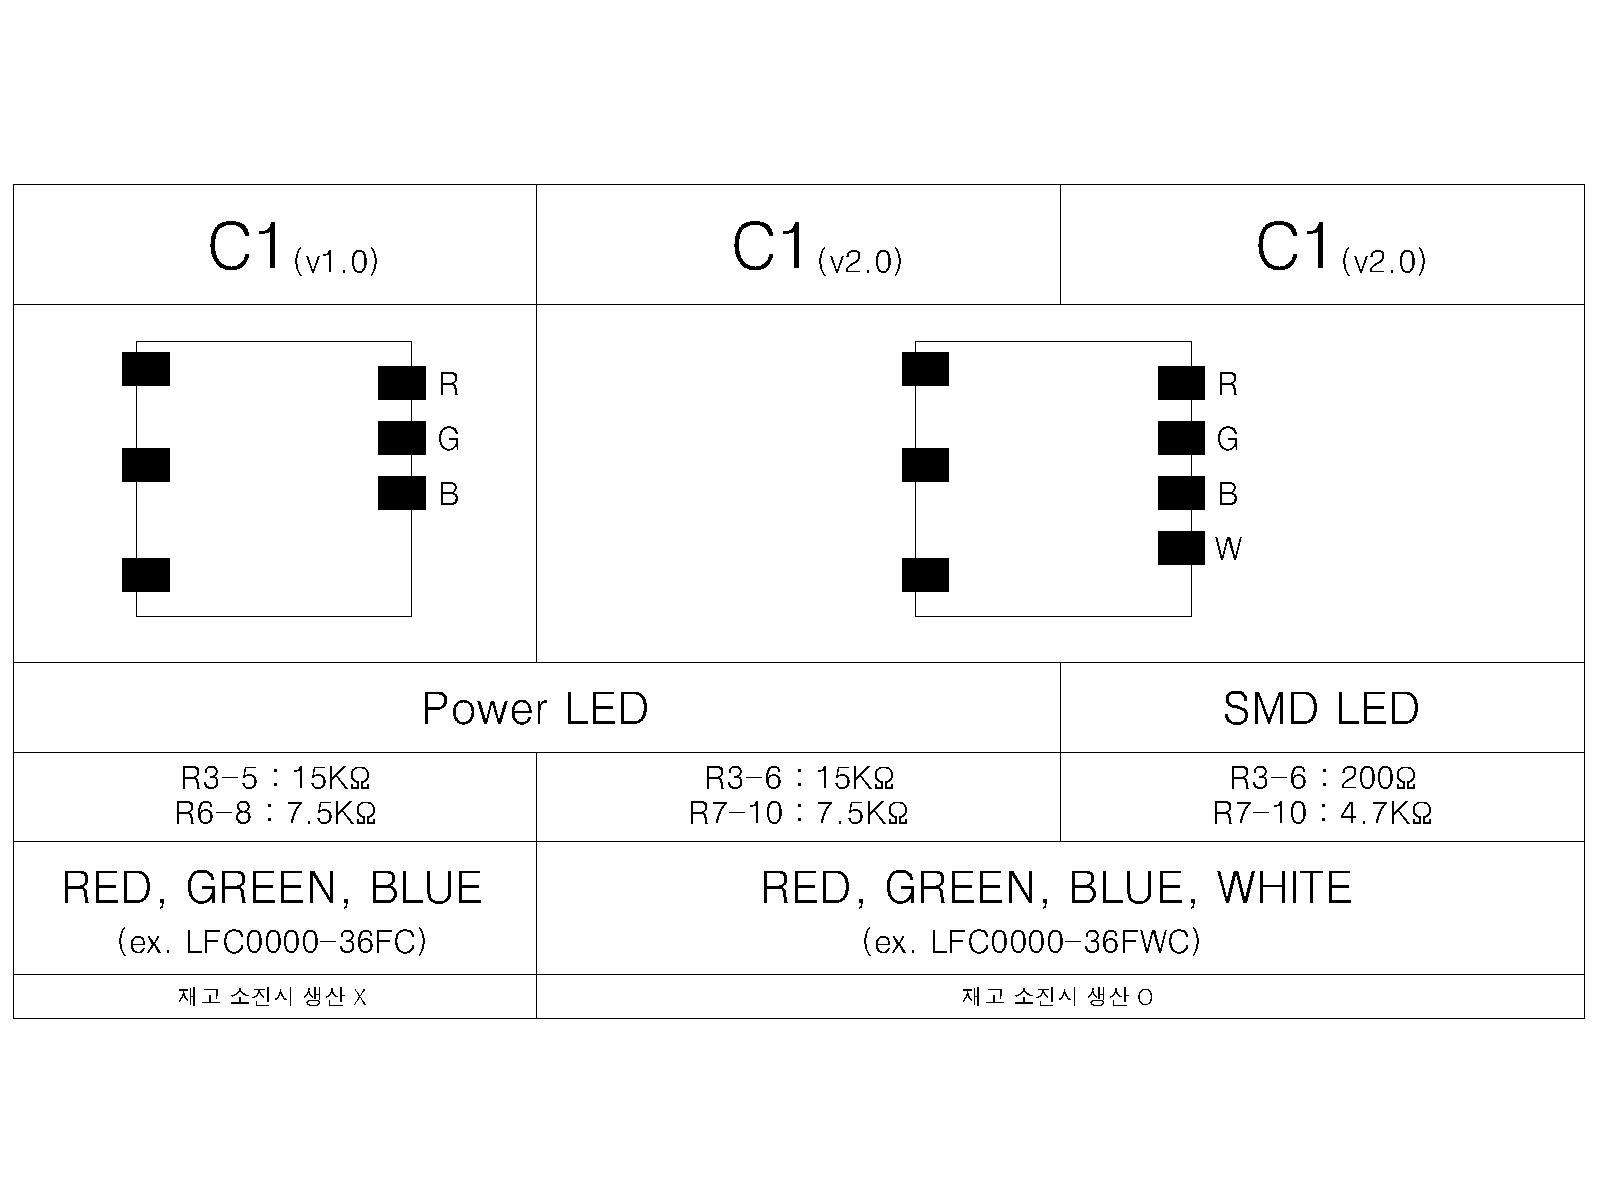 C1(v1.0)
C1(v2.0)
C1(v2.0)
R
G
B
R
G
B
W
Power LED
SMD LED
R3-5 : 15KΩ
R6-8 : 7.5KΩ
R3-6 : 15KΩ
R7-10 : 7.5KΩ
R3-6 : 200Ω
R7-10 : 4.7KΩ
RED, GREEN, BLUE
(ex. LFC0000-36FC)
RED, GREEN, BLUE, WHITE
(ex. LFC0000-36FWC)
재고 소진시 생산 X
재고 소진시 생산 O